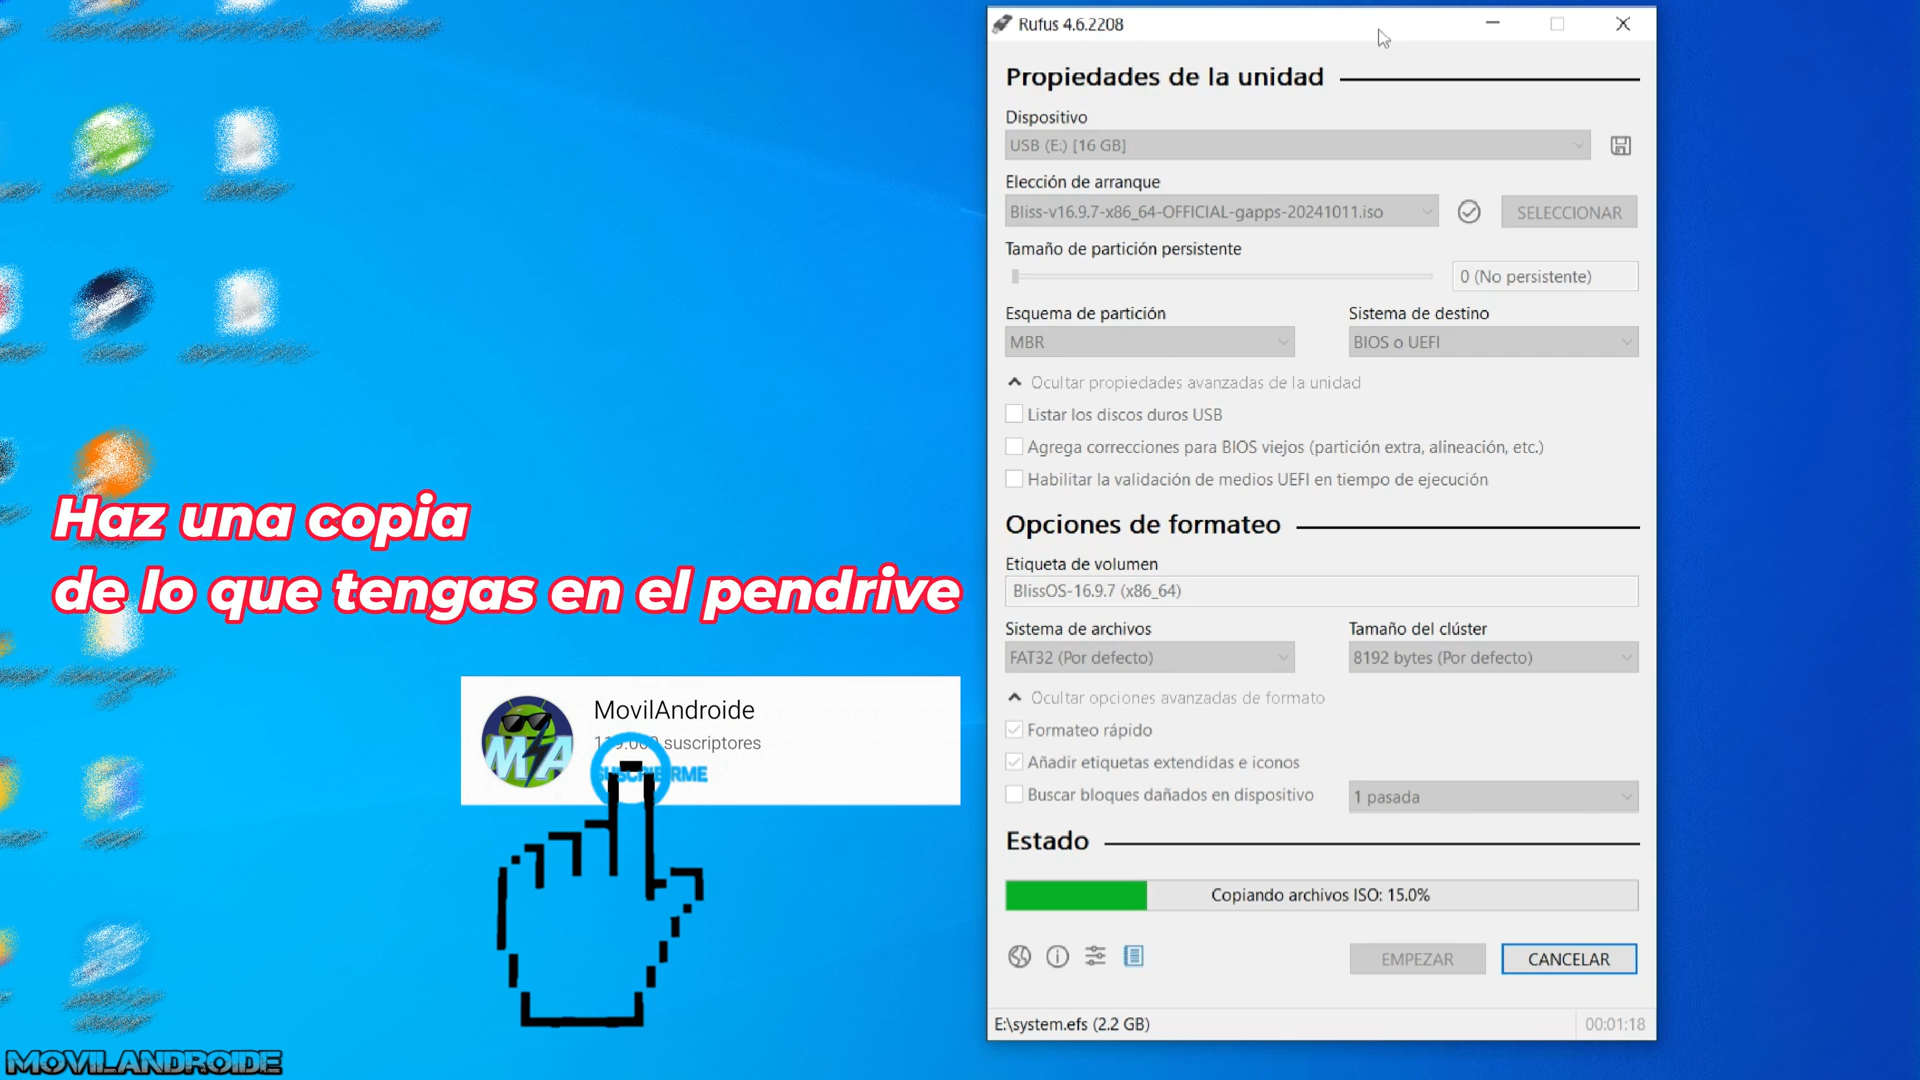 Rufus 4.6.2208
Propiedades de la unidad
Dispositivo
USB (E:) [16 GB]
Elección de arranque
Bliss-v16.9.7-x86_64-OFFICIAL-gapps-20241011.iso
SELECCIONAR
Tamaño de partición persistente
0 (No persistente)
Esquema de partición
Sistema de destino
MBR
BIOS o UEFI
Ocultar propiedades avanzadas de la unidad
Listar los discos duros USB
Agrega correcciones para BIOS viejos (partición extra, alineación, etc.)
Habilitar la validación de medios UEFI en tiempo de ejecución
Opciones de formateo
Etiqueta de volumen
BlissOS-16.9.7 (x86_64)
Sistema de archivos
Tamaño del clúster
FAT32 (Por defecto)
8192 bytes (Por defecto)
Ocultar opciones avanzadas de formato
Formateo rápido
Añadir etiquetas extendidas e iconos
Buscar bloques dañados en dispositivo
1 pasada
Estado
Copiando archivos ISO: 15.0%
EMPEZAR
CANCELAR
E:\system.efs (2.2 GB)
00:01:18
Haz una copia
de lo que tengas en el pendrive
MA
MovilAndroide
suscriptores
MOVILANDROIDE